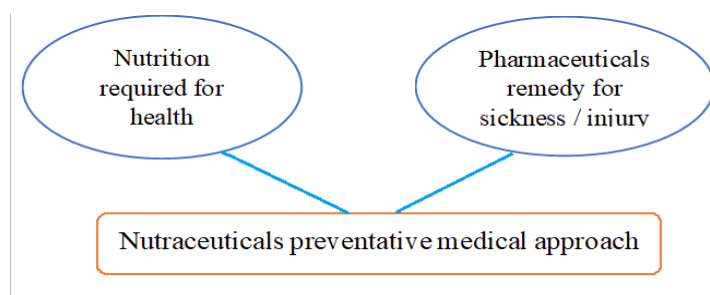 Nutrition
required for
health
Pharmaceuticals
remedy for
sickness / injury
Nutraceuticals preventative medical approach